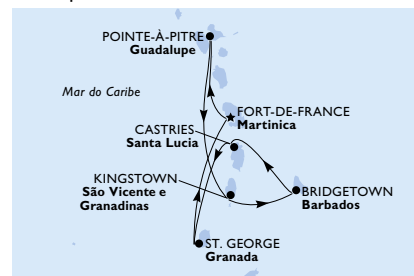 POINTE-À-PITRE
Guadalupe
Mar do Caribe
FORT-DE-FRANCE
Martinica
CASTRIES
Santa Lucia
KINGSTOWN
São Vicente e
Granadinas
BRIDGETOWN
Barbados
ST. GEORGE
Granada